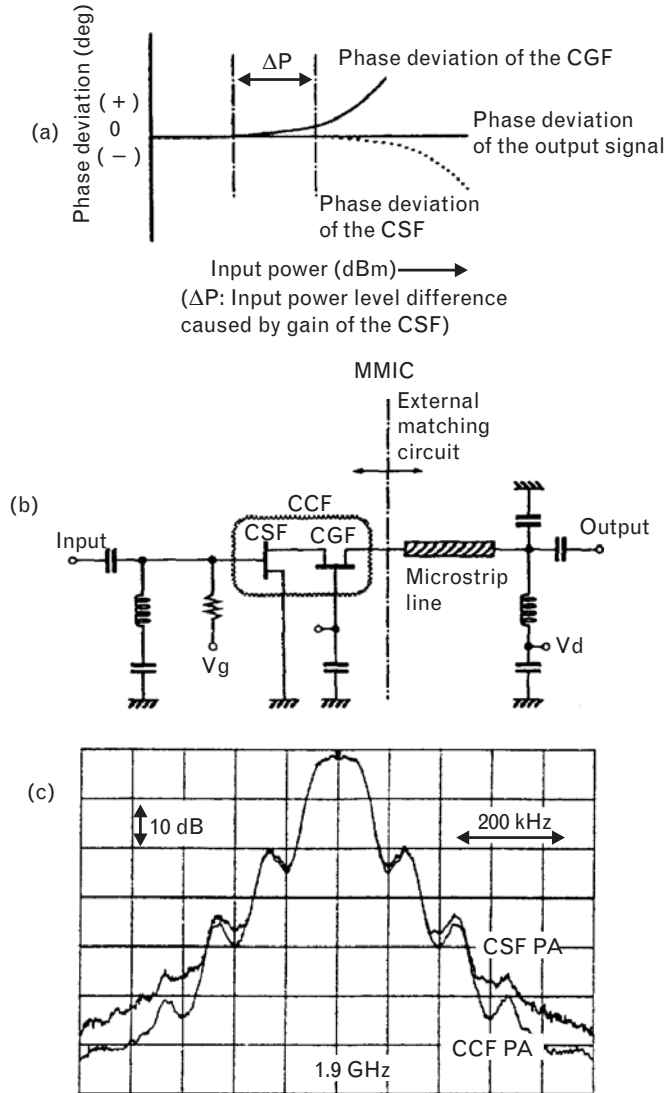 (a)
Phase deviation (deg)
(+)
0
(−)
ΔP
Phase deviation of the CGF
Phase deviation
of the output signal
Phase deviation
of the CSF
Input power (dBm)
(ΔP: Input power level difference
caused by gain of the CSF)
(b)
MMIC
External
matching
circuit
CCF
CSF
CGF
Input
Output
Microstrip
line
Vg
Vd
(c)
10 dB
200 kHz
CSF PA
CCF PA
1.9 GHz